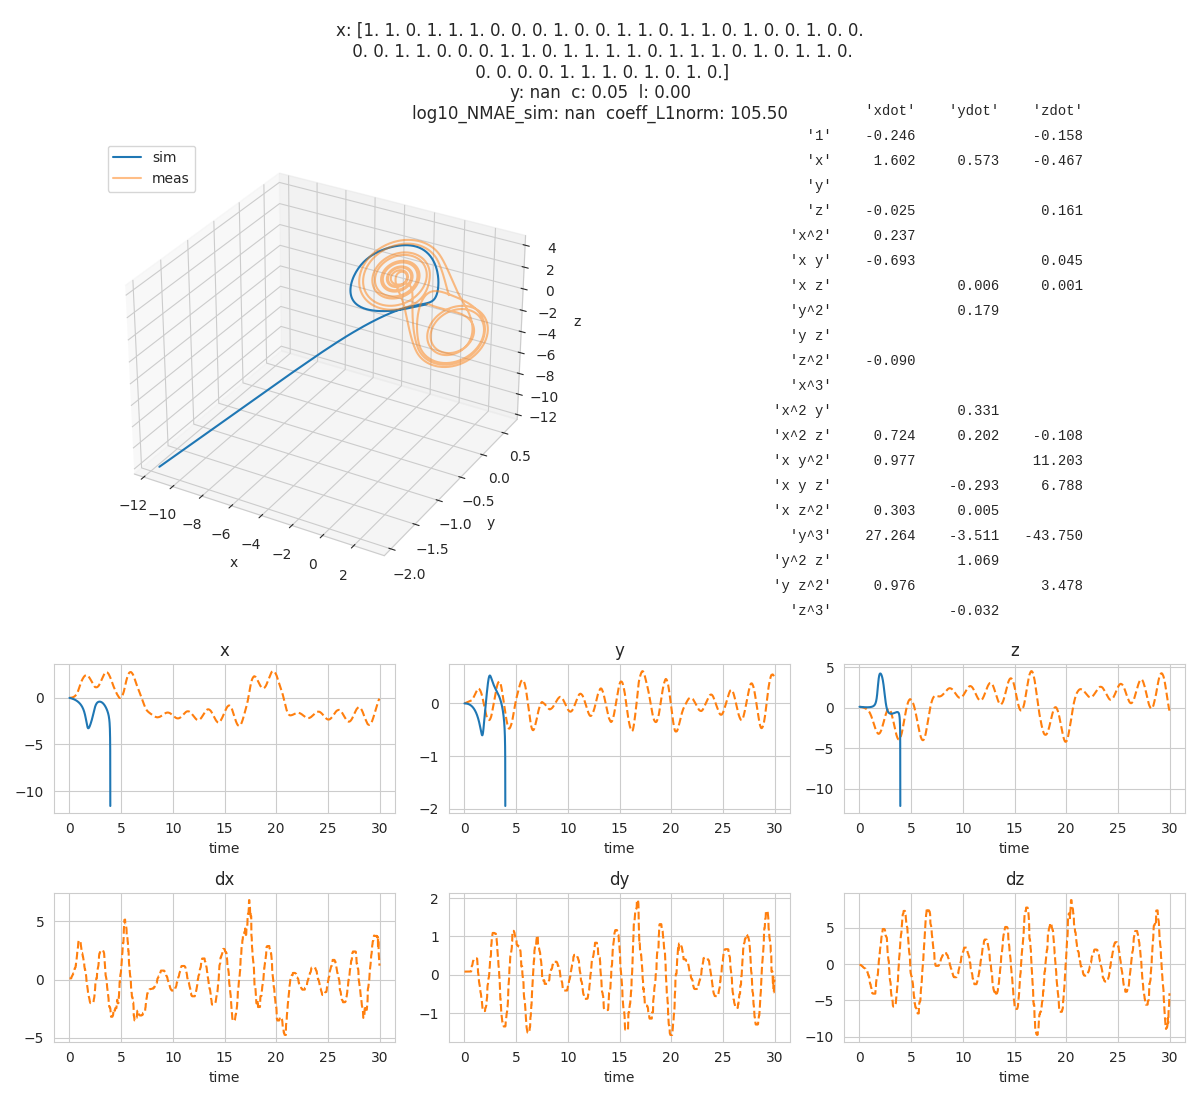 x: [1. 1. 0. 1. 1. 1. 0. 0. 0. 1. 0. 0. 1. 1. 0. 1. 1. 0. 1. 0. 0. 1. 0. 0.
0. 0. 1. 1. 0. 0. 0. 1. 1. 0. 1. 1. 1. 1. 0. 1. 1. 1. 0. 1. 0. 1. 1. 0.
0. 0. 0. 0. 1. 1. 1. 0. 1. 0. 1. 0.]
y: nan  c: 0.05  l: 0.00
log10_NMAE_sim: nan  coeff_L1norm: 105.50
'xdot' 'ydot' 'zdot'
'1' -0.246 -0.158
'x' 1.602 0.573 -0.467
'y'
'z' -0.025 0.161
'x^2' 0.237
'x y' -0.693 0.045
'x z' 0.006 0.001
'y^2' 0.179
'y z'
'z^2' -0.090
'x^3'
'x^2 y' 0.331
'x^2 z' 0.724 0.202 -0.108
'x y^2' 0.977 11.203
'x y z' -0.293 6.788
'x z^2' 0.303 0.005
'y^3' 27.264 -3.511 -43.750
'y^2 z' 1.069
'y z^2' 0.976 3.478
'z^3' -0.032
sim
meas
4
2
0
−2
−4
−6
−8
−10
−12
z
0.5
0.0
−0.5
−1.0
−1.5
−2.0
y
−12 −10 −8 −6 −4 −2 0 2
x
x
0
−5
−10
0 5 10 15 20 25 30
time
y
0
−1
−2
0 5 10 15 20 25 30
time
z
5
0
−5
−10
0 5 10 15 20 25 30
time
dx
5
0
−5
0 5 10 15 20 25 30
time
dy
2
1
0
−1
0 5 10 15 20 25 30
time
dz
5
0
−5
−10
0 5 10 15 20 25 30
time